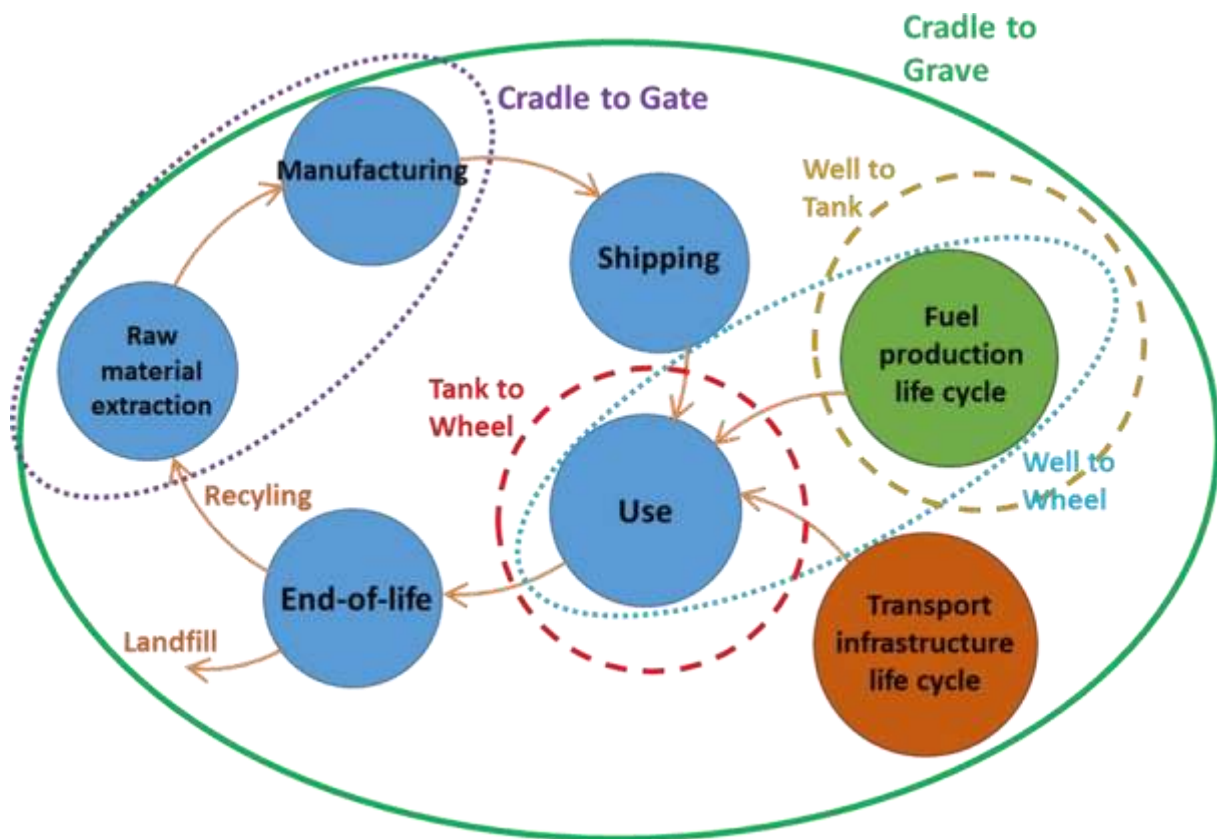 Cradle to
Grave
Cradle to Gate
Manufacturing
Well to
Tank
Shipping
Fuel
production
life cycle
Raw
material
extraction
Tank to
Wheel
Well to
Wheel
Recyling
Use
End-of-life
Transport
infrastructure
life cycle
Landfill